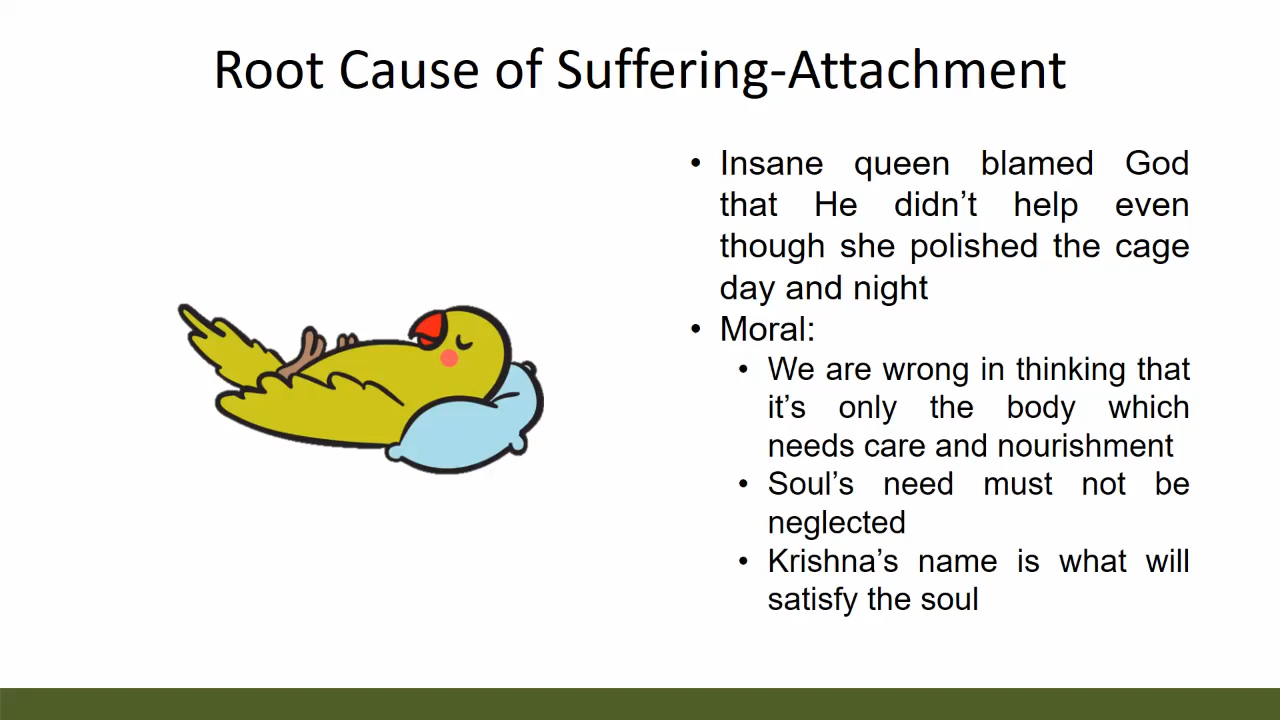 Root Cause of Suffering-Attachment
• Insane queen blamed God
that He didn’t help even
though she polished the cage
day and night
• Moral:
• We are wrong in thinking that
it’s only the body which
needs care and nourishment
• Soul’s need must not be
neglected
• Krishna’s name is what will
satisfy the soul